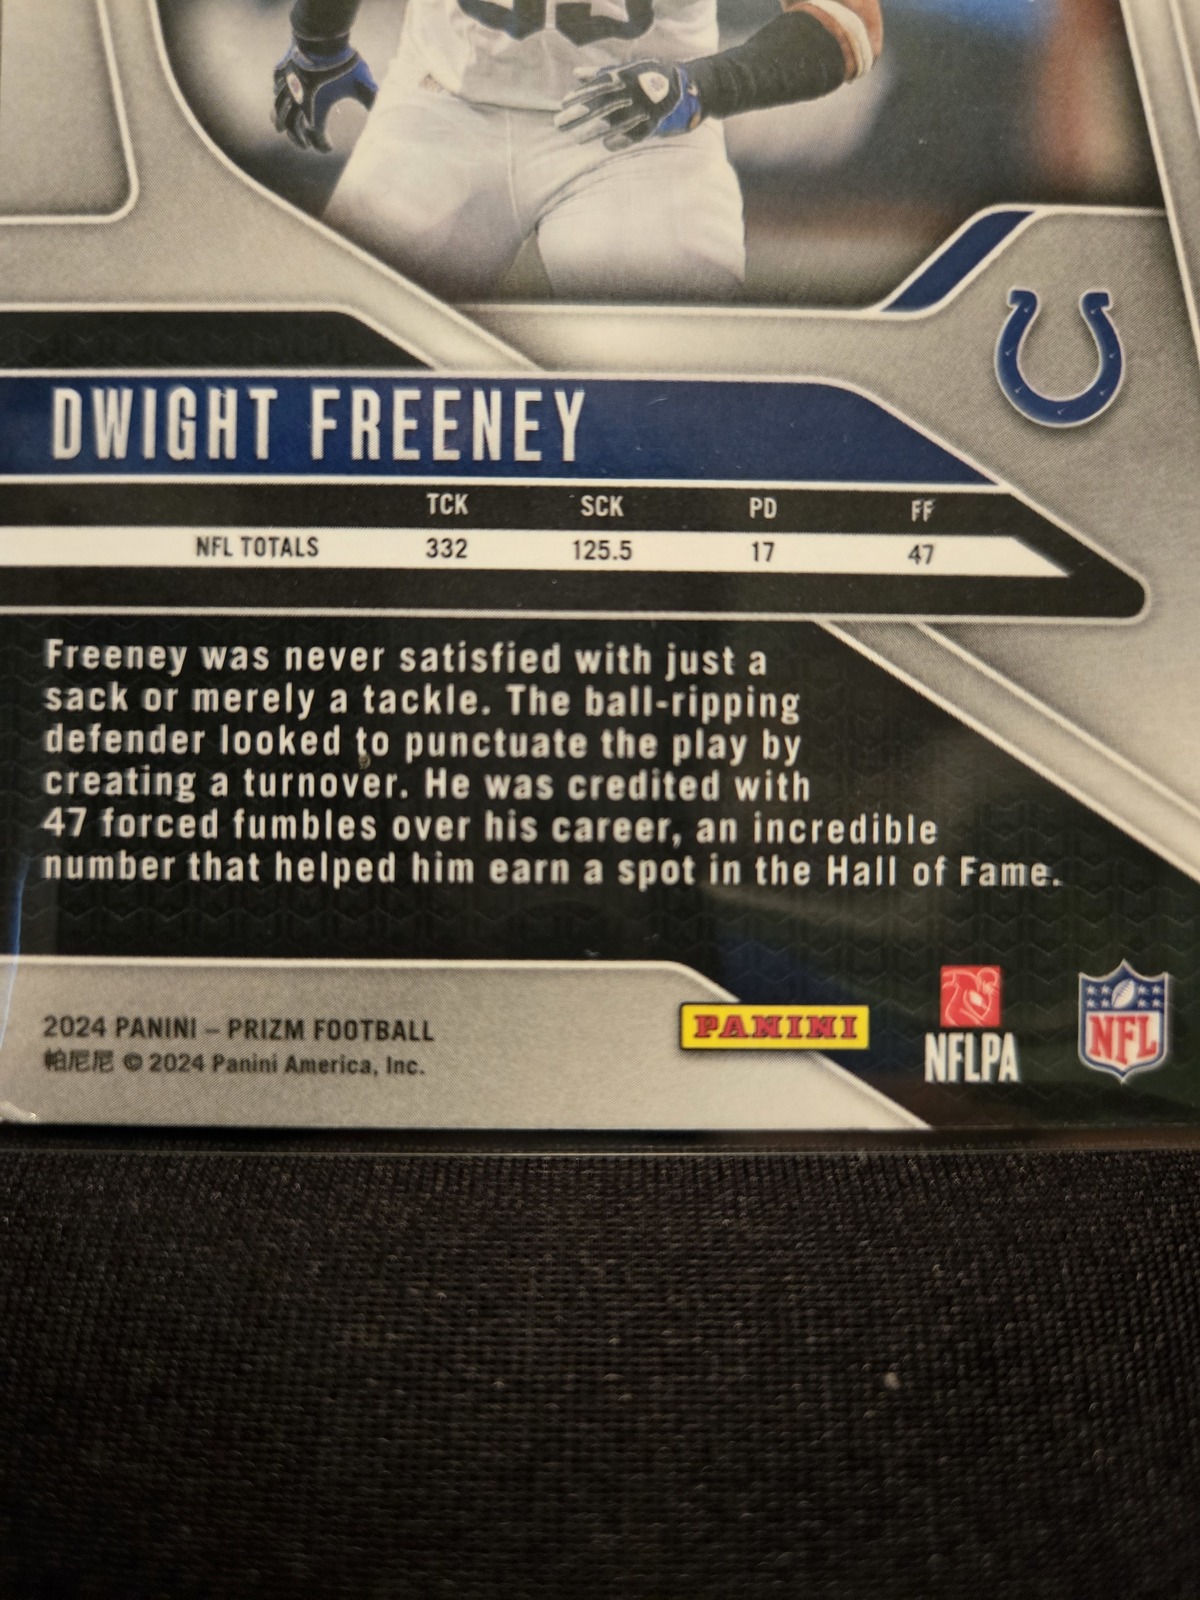 DWIGHT FREENEY
TCK SCK PD FF
NFL TOTALS 332 125.5 17 47
Freeney was never satisfied with just a
sack or merely a tackle. The ball-ripping
defender looked to punctuate the play by
creating a turnover. He was credited with
47 forced fumbles over his career, an incredible
number that helped him earn a spot in the Hall of Fame.
2024 PANINI – PRIZM FOOTBALL
帕尼尼 © 2024 Panini America, Inc.
PANINI
NFLPA
NFL